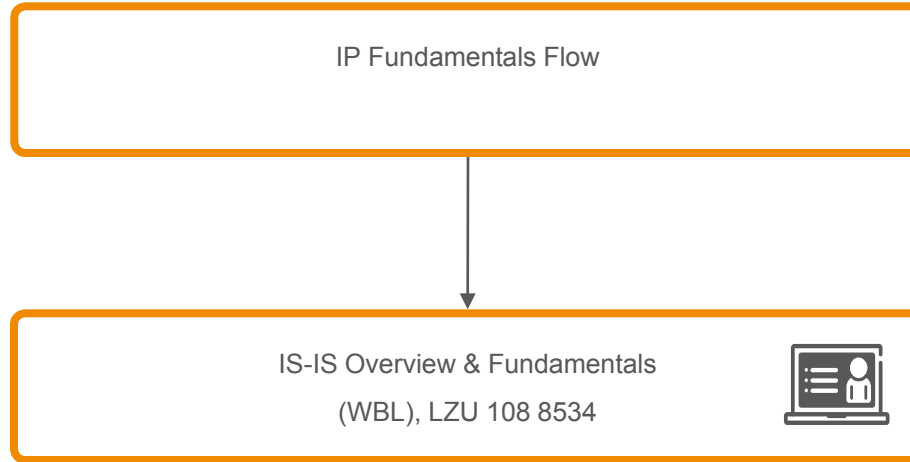 IP Fundamentals Flow
IS-IS Overview & Fundamentals
(WBL), LZU 108 8534